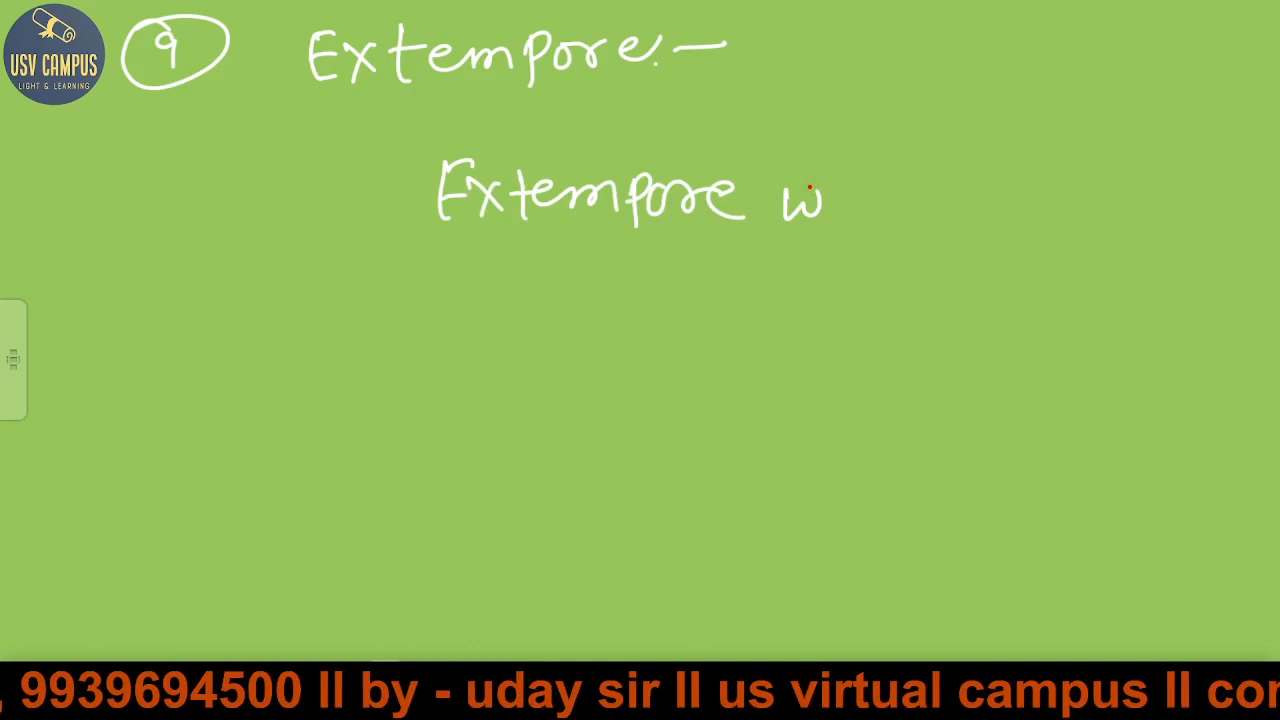 USV CAMPUS
LIGHT & LEARNING
9 Extempore :-
Extempore w
, 9939694500 ll by - uday sir ll us virtual campus ll cor